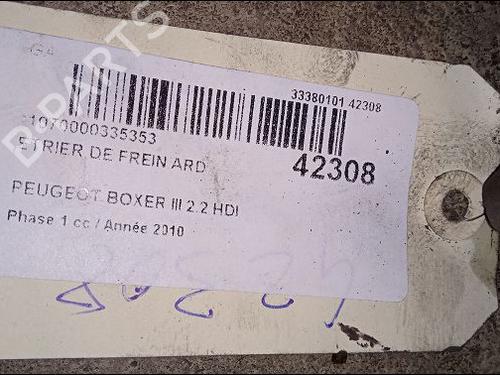 33380101 42308
1070000335353
ETRIER DE FREIN ARD
42308
PEUGEOT BOXER III 2.2 HDI
Phase 1 cc / Année 2010
B-PARTS